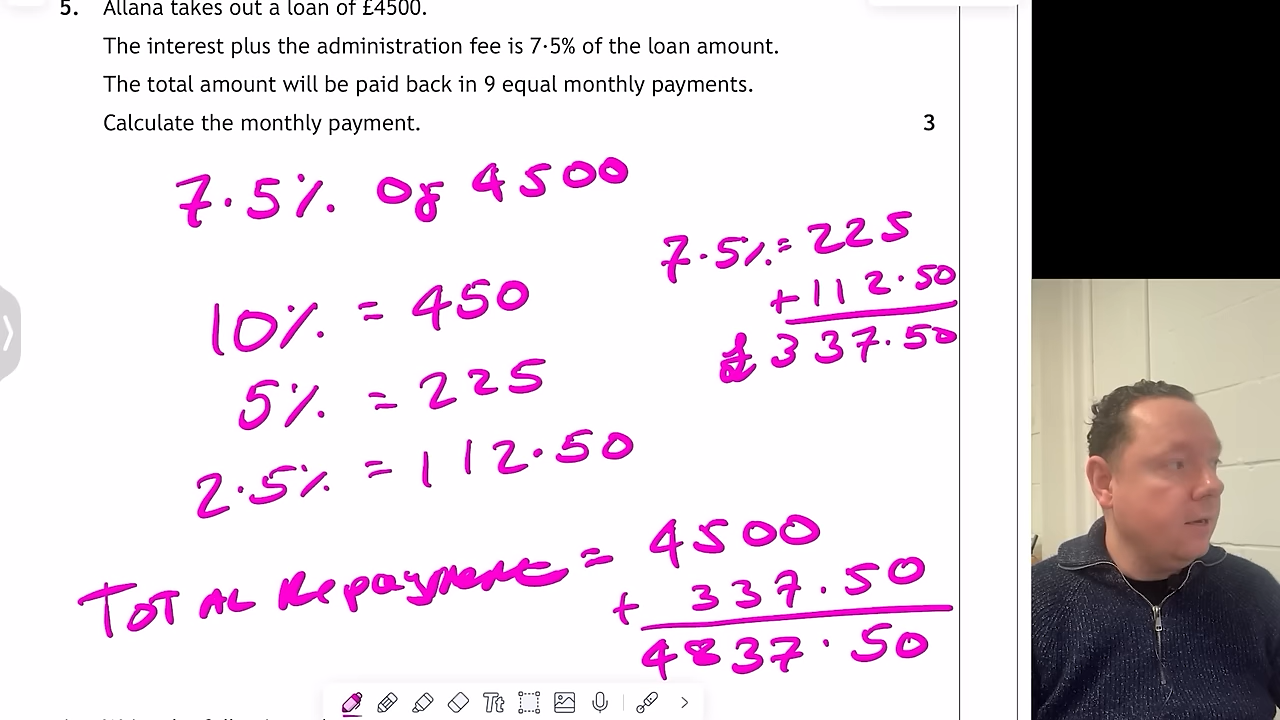 5. Allana takes out a loan of £4500.
The interest plus the administration fee is 7·5% of the loan amount.
The total amount will be paid back in 9 equal monthly payments.
Calculate the monthly payment. 3
7.5% Of 4500
7.5% = 225
+112.50
£337.50
10% = 450
5% = 225
2.5% = 112.50
TOTAL Repayment = 4500
+ 337.50
4837.50
Tt